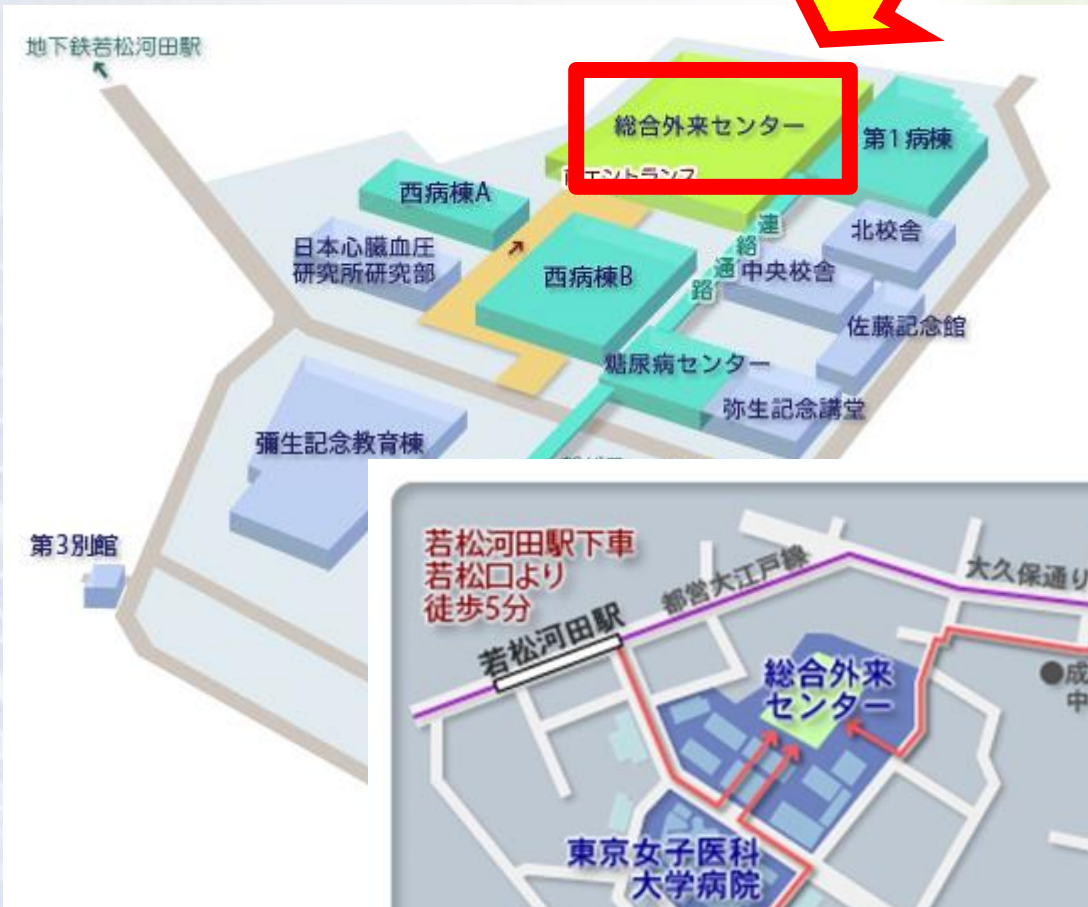 地下鉄若松河田駅
総合外来センター
第1病棟
エントランス
西病棟A
連絡通路
北校舎
日本心臓血圧
研究所研究部
西病棟B
中央校舎
佐藤記念館
糖尿病センター
弥生記念講堂
彌生記念教育棟
第3別館
若松河田駅下車
若松口より
徒歩5分
都営大江戸線
大久保通り
若松河田駅
総合外来
センター
●成
中
東京女子医科
大学病院